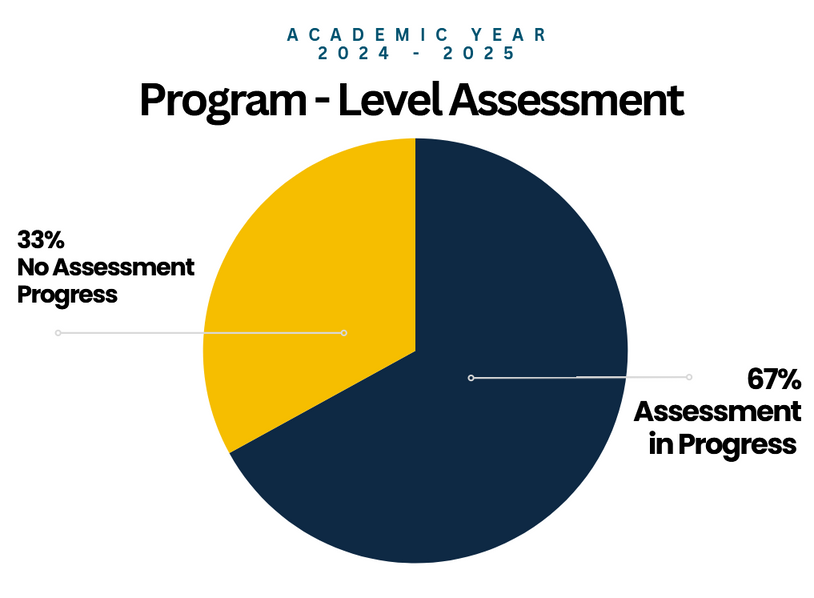 ACADEMIC YEAR
2024 - 2025
Program - Level Assessment
33%
No Assessment
Progress
67%
Assessment
in Progress